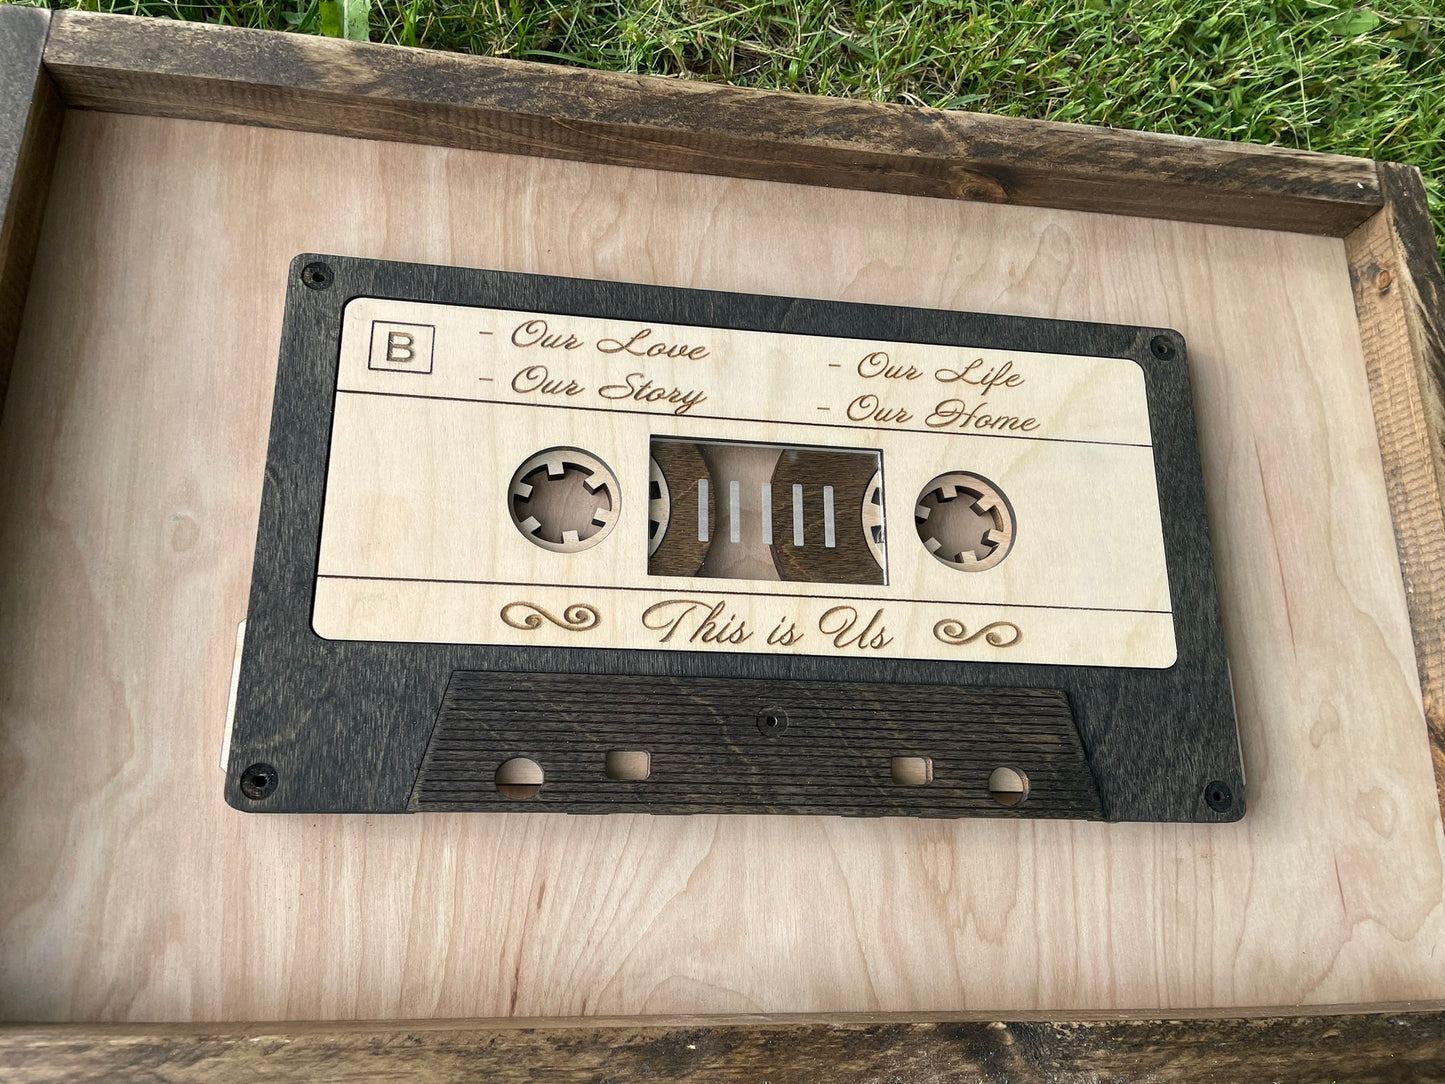 B
- Our Love
- Our Story
- Our Life
- Our Home
This is Us